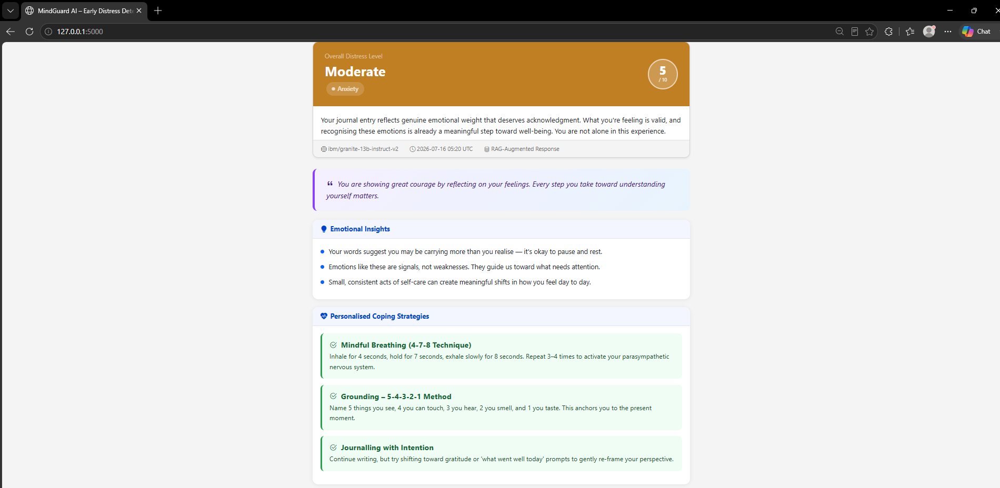 MindGuard AI – Early Distress Dete
127.0.0.1:5000
Chat
Overall Distress Level
Moderate
Anxiety
5
/ 10
Your journal entry reflects genuine emotional weight that deserves acknowledgment. What you're feeling is valid, and
recognising these emotions is already a meaningful step toward well-being. You are not alone in this experience.
ibm/granite-13b-instruct-v2 2026-07-16 05:20 UTC RAG-Augmented Response
“ You are showing great courage by reflecting on your feelings. Every step you take toward understanding
yourself matters.
Emotional Insights
Your words suggest you may be carrying more than you realise — it's okay to pause and rest.
Emotions like these are signals, not weaknesses. They guide us toward what needs attention.
Small, consistent acts of self-care can create meaningful shifts in how you feel day to day.
Personalised Coping Strategies
Mindful Breathing (4-7-8 Technique)
Inhale for 4 seconds, hold for 7 seconds, exhale slowly for 8 seconds. Repeat 3–4 times to activate your parasympathetic
nervous system.
Grounding – 5-4-3-2-1 Method
Name 5 things you see, 4 you can touch, 3 you hear, 2 you smell, and 1 you taste. This anchors you to the present
moment.
Journalling with Intention
Continue writing, but try shifting toward gratitude or 'what went well today' prompts to gently re-frame your perspective.